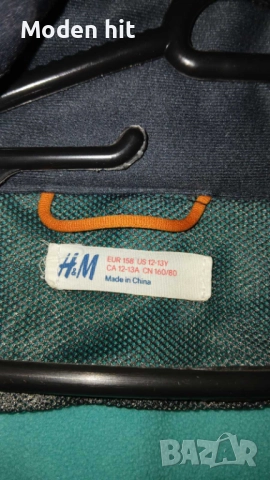 Moden hit
H&M
EUR 158 US 12-13Y
CA 12-13A CN 160/80
Made in China
BAZAR